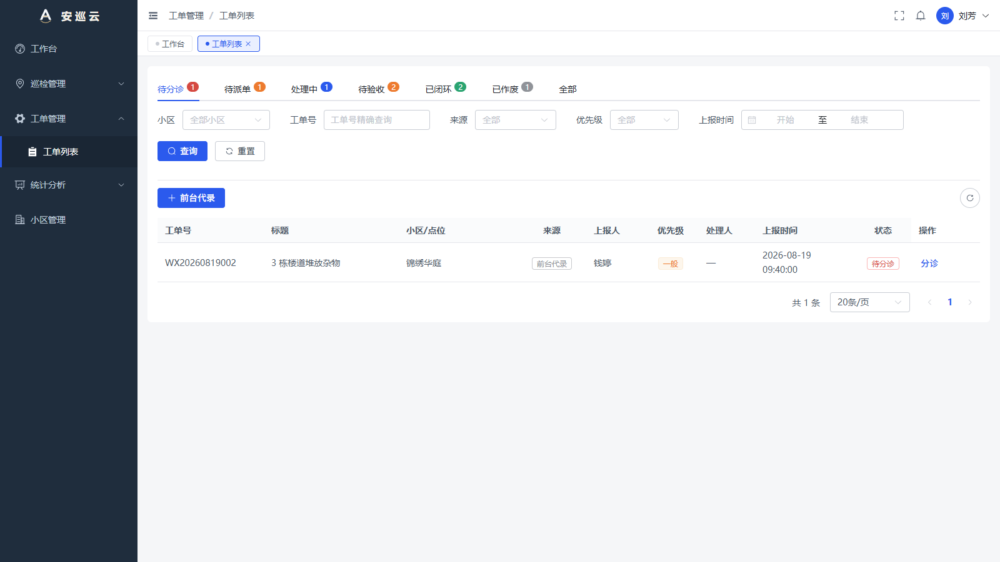 安巡云
工作台
巡检管理
工单管理
工单列表
统计分析
小区管理
工单管理 / 工单列表
刘 刘芳
工作台 工单列表
待分诊 1 待派单 1 处理中 1 待验收 2 已闭环 2 已作废 1 全部
小区 全部小区 工单号 工单号精确查询 来源 全部 优先级 全部 上报时间 开始 至 结束
查询 重置
前台代录
工单号 标题 小区/点位 来源 上报人 优先级 处理人 上报时间 状态 操作
WX20260819002 3 栋楼道堆放杂物 锦绣华庭 前台代录 钱婷 一般 — 2026-08-19 待分诊 分诊
09:40:00
共 1 条 20条/页 1